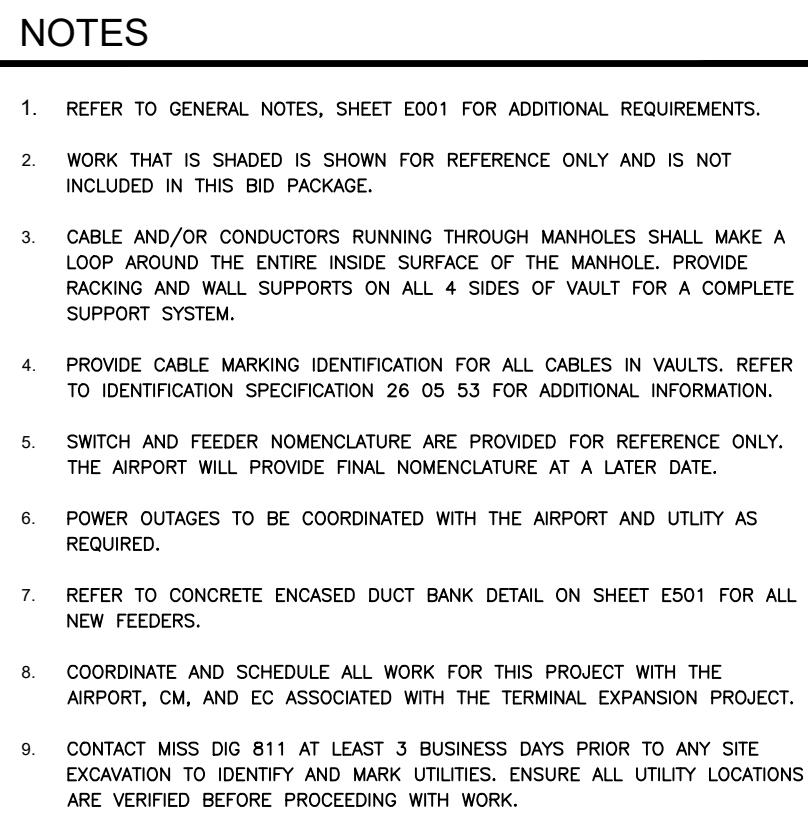 NOTES
1. REFER TO GENERAL NOTES, SHEET E001 FOR ADDITIONAL REQUIREMENTS.
2. WORK THAT IS SHADED IS SHOWN FOR REFERENCE ONLY AND IS NOT
INCLUDED IN THIS BID PACKAGE.
3. CABLE AND/OR CONDUCTORS RUNNING THROUGH MANHOLES SHALL MAKE A
LOOP AROUND THE ENTIRE INSIDE SURFACE OF THE MANHOLE. PROVIDE
RACKING AND WALL SUPPORTS ON ALL 4 SIDES OF VAULT FOR A COMPLETE
SUPPORT SYSTEM.
4. PROVIDE CABLE MARKING IDENTIFICATION FOR ALL CABLES IN VAULTS. REFER
TO IDENTIFICATION SPECIFICATION 26 05 53 FOR ADDITIONAL INFORMATION.
5. SWITCH AND FEEDER NOMENCLATURE ARE PROVIDED FOR REFERENCE ONLY.
THE AIRPORT WILL PROVIDE FINAL NOMENCLATURE AT A LATER DATE.
6. POWER OUTAGES TO BE COORDINATED WITH THE AIRPORT AND UTLITY AS
REQUIRED.
7. REFER TO CONCRETE ENCASED DUCT BANK DETAIL ON SHEET E501 FOR ALL
NEW FEEDERS.
8. COORDINATE AND SCHEDULE ALL WORK FOR THIS PROJECT WITH THE
AIRPORT, CM, AND EC ASSOCIATED WITH THE TERMINAL EXPANSION PROJECT.
9. CONTACT MISS DIG 811 AT LEAST 3 BUSINESS DAYS PRIOR TO ANY SITE
EXCAVATION TO IDENTIFY AND MARK UTILITIES. ENSURE ALL UTILITY LOCATIONS
ARE VERIFIED BEFORE PROCEEDING WITH WORK.